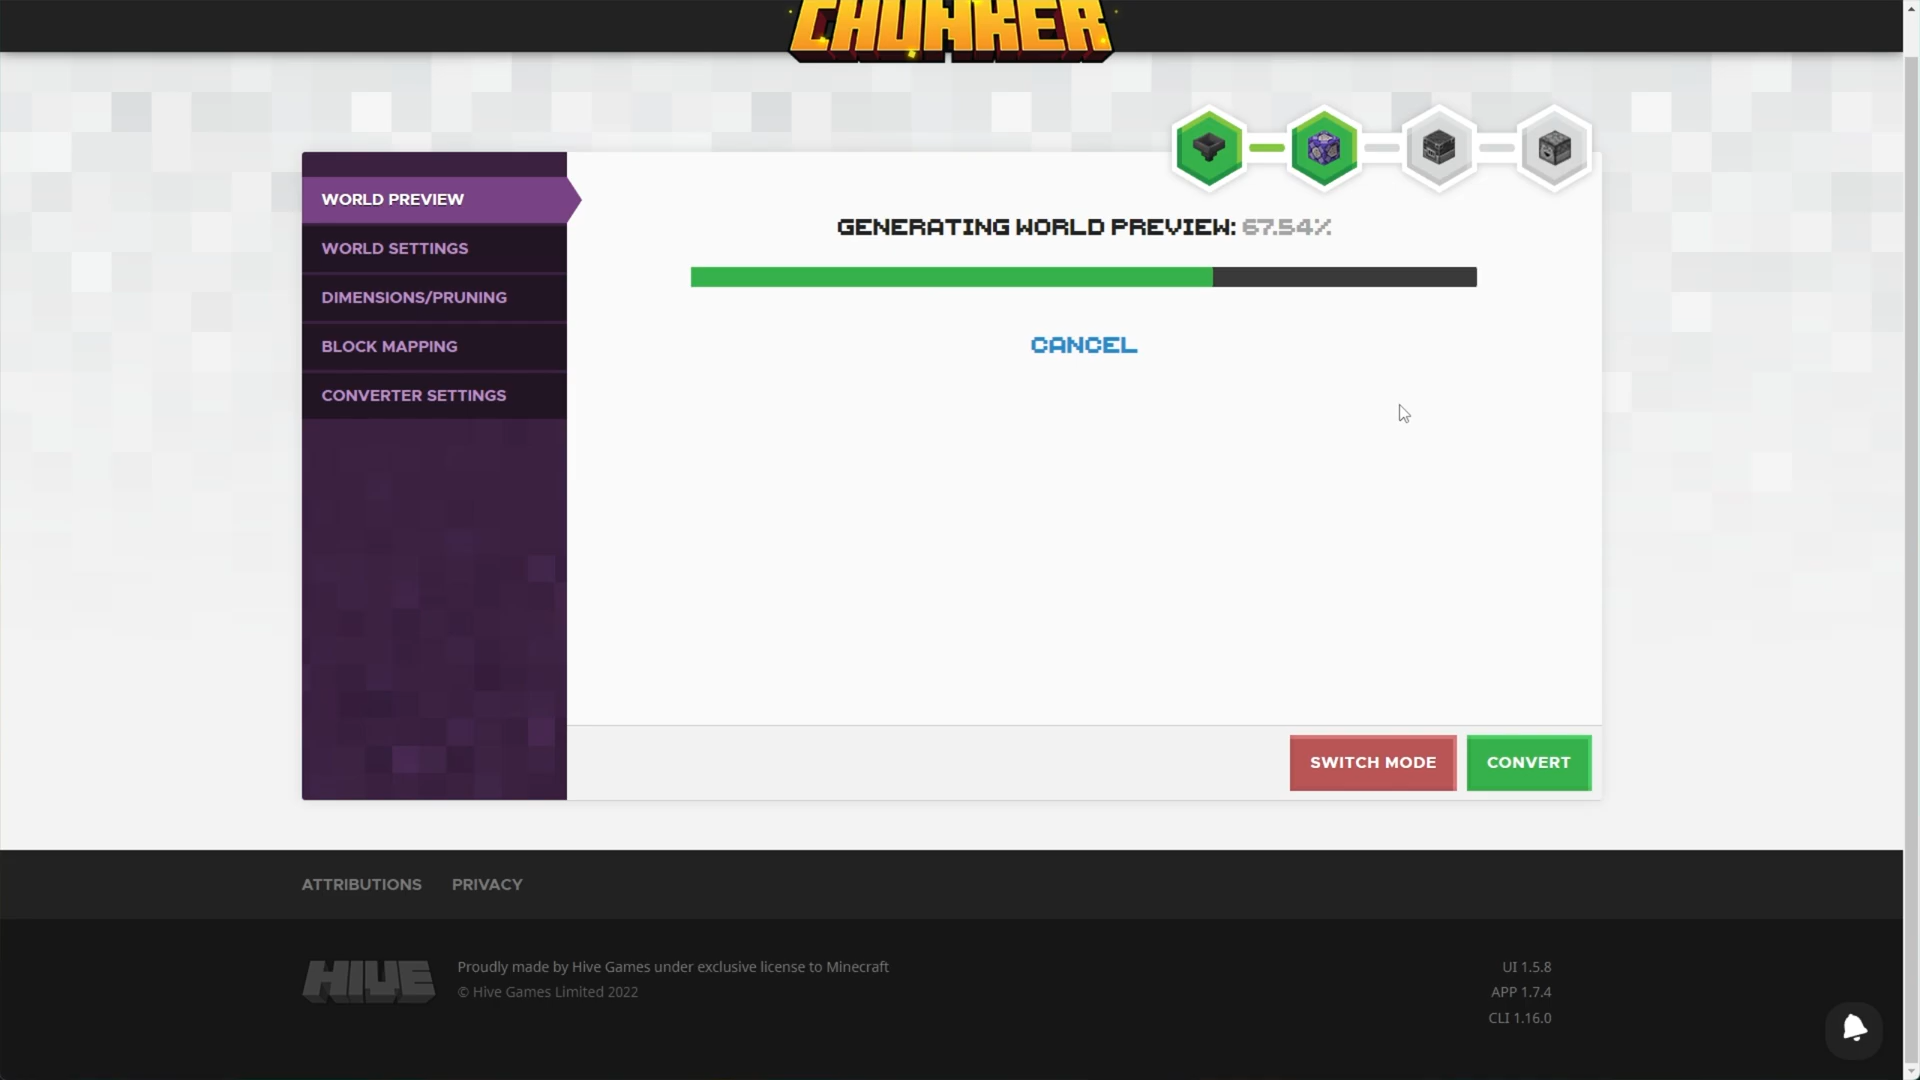 CHUNKER
WORLD PREVIEW
WORLD SETTINGS
DIMENSIONS/PRUNING
BLOCK MAPPING
CONVERTER SETTINGS
GENERATING WORLD PREVIEW: 67.54%
CANCEL
SWITCH MODE
CONVERT
ATTRIBUTIONS
PRIVACY
HIVE
Proudly made by Hive Games under exclusive license to Minecraft
© Hive Games Limited 2022
UI 1.5.8
APP 1.7.4
CLI 1.16.0